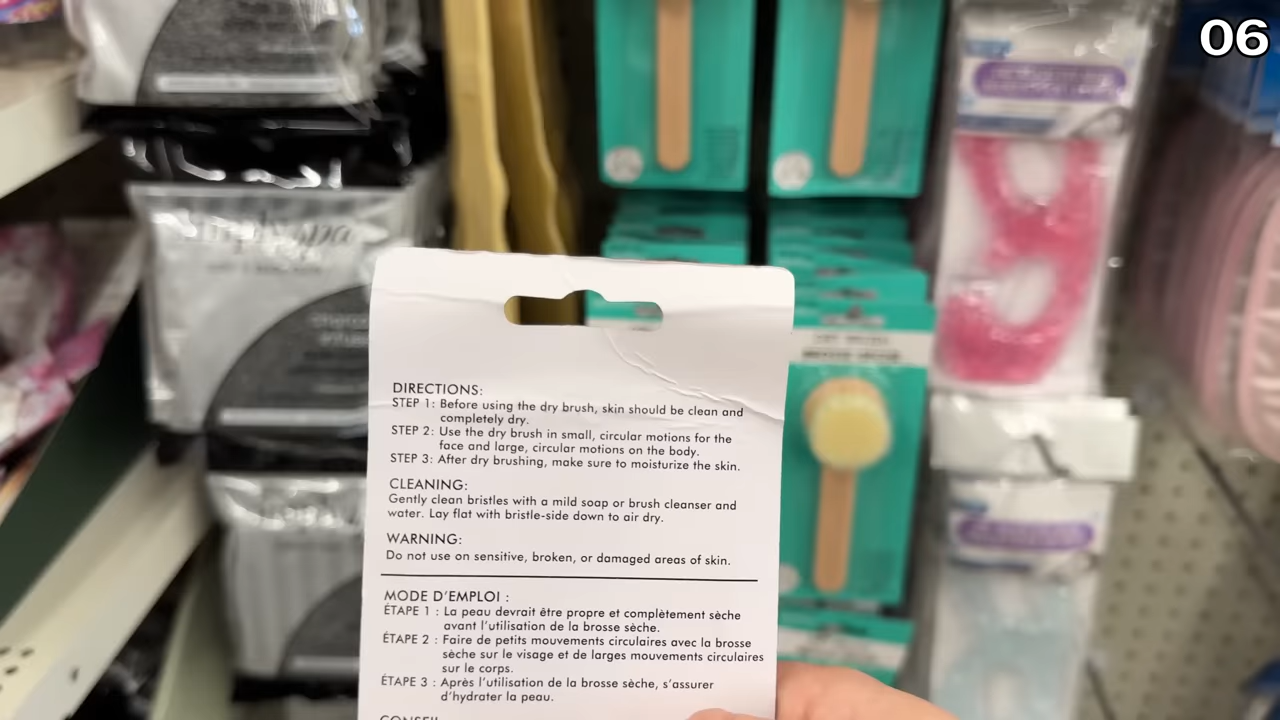 06
DIRECTIONS:
STEP 1: Before using the dry brush, skin should be clean and
completely dry.
STEP 2: Use the dry brush in small, circular motions for the
face and large, circular motions on the body.
STEP 3: After dry brushing, make sure to moisturize the skin.
CLEANING:
Gently clean bristles with a mild soap or brush cleanser and
water. Lay flat with bristle-side down to air dry.
WARNING:
Do not use on sensitive, broken, or damaged areas of skin.
MODE D'EMPLOI :
ÉTAPE 1 : La peau devrait être propre et complètement sèche
avant l'utilisation de la brosse sèche.
ÉTAPE 2 : Faire de petits mouvements circulaires avec la brosse
sèche sur le visage et de larges mouvements circulaires
sur le corps.
ÉTAPE 3 : Après l'utilisation de la brosse sèche, s'assurer
d'hydrater la peau.